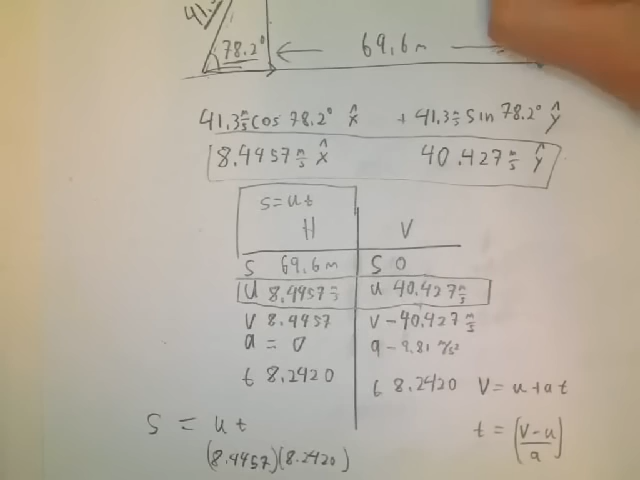 41.3
78.2° ← 69.6m
41.3 m/s cos 78.2° x̂ + 41.3 m/s sin 78.2° ŷ
8.4457 m/s x̂ 40.427 m/s ŷ
s = ut
H V
S 69.6m S 0
U 8.4457 m/s u 40.427 m/s
V 8.4457 V - 40.427 m/s
a = 0 a - 9.81 m/s²
t 8.2420 t 8.2420 V = u + at
S = ut t = (V-u/a)
(8.4457)(8.2420)